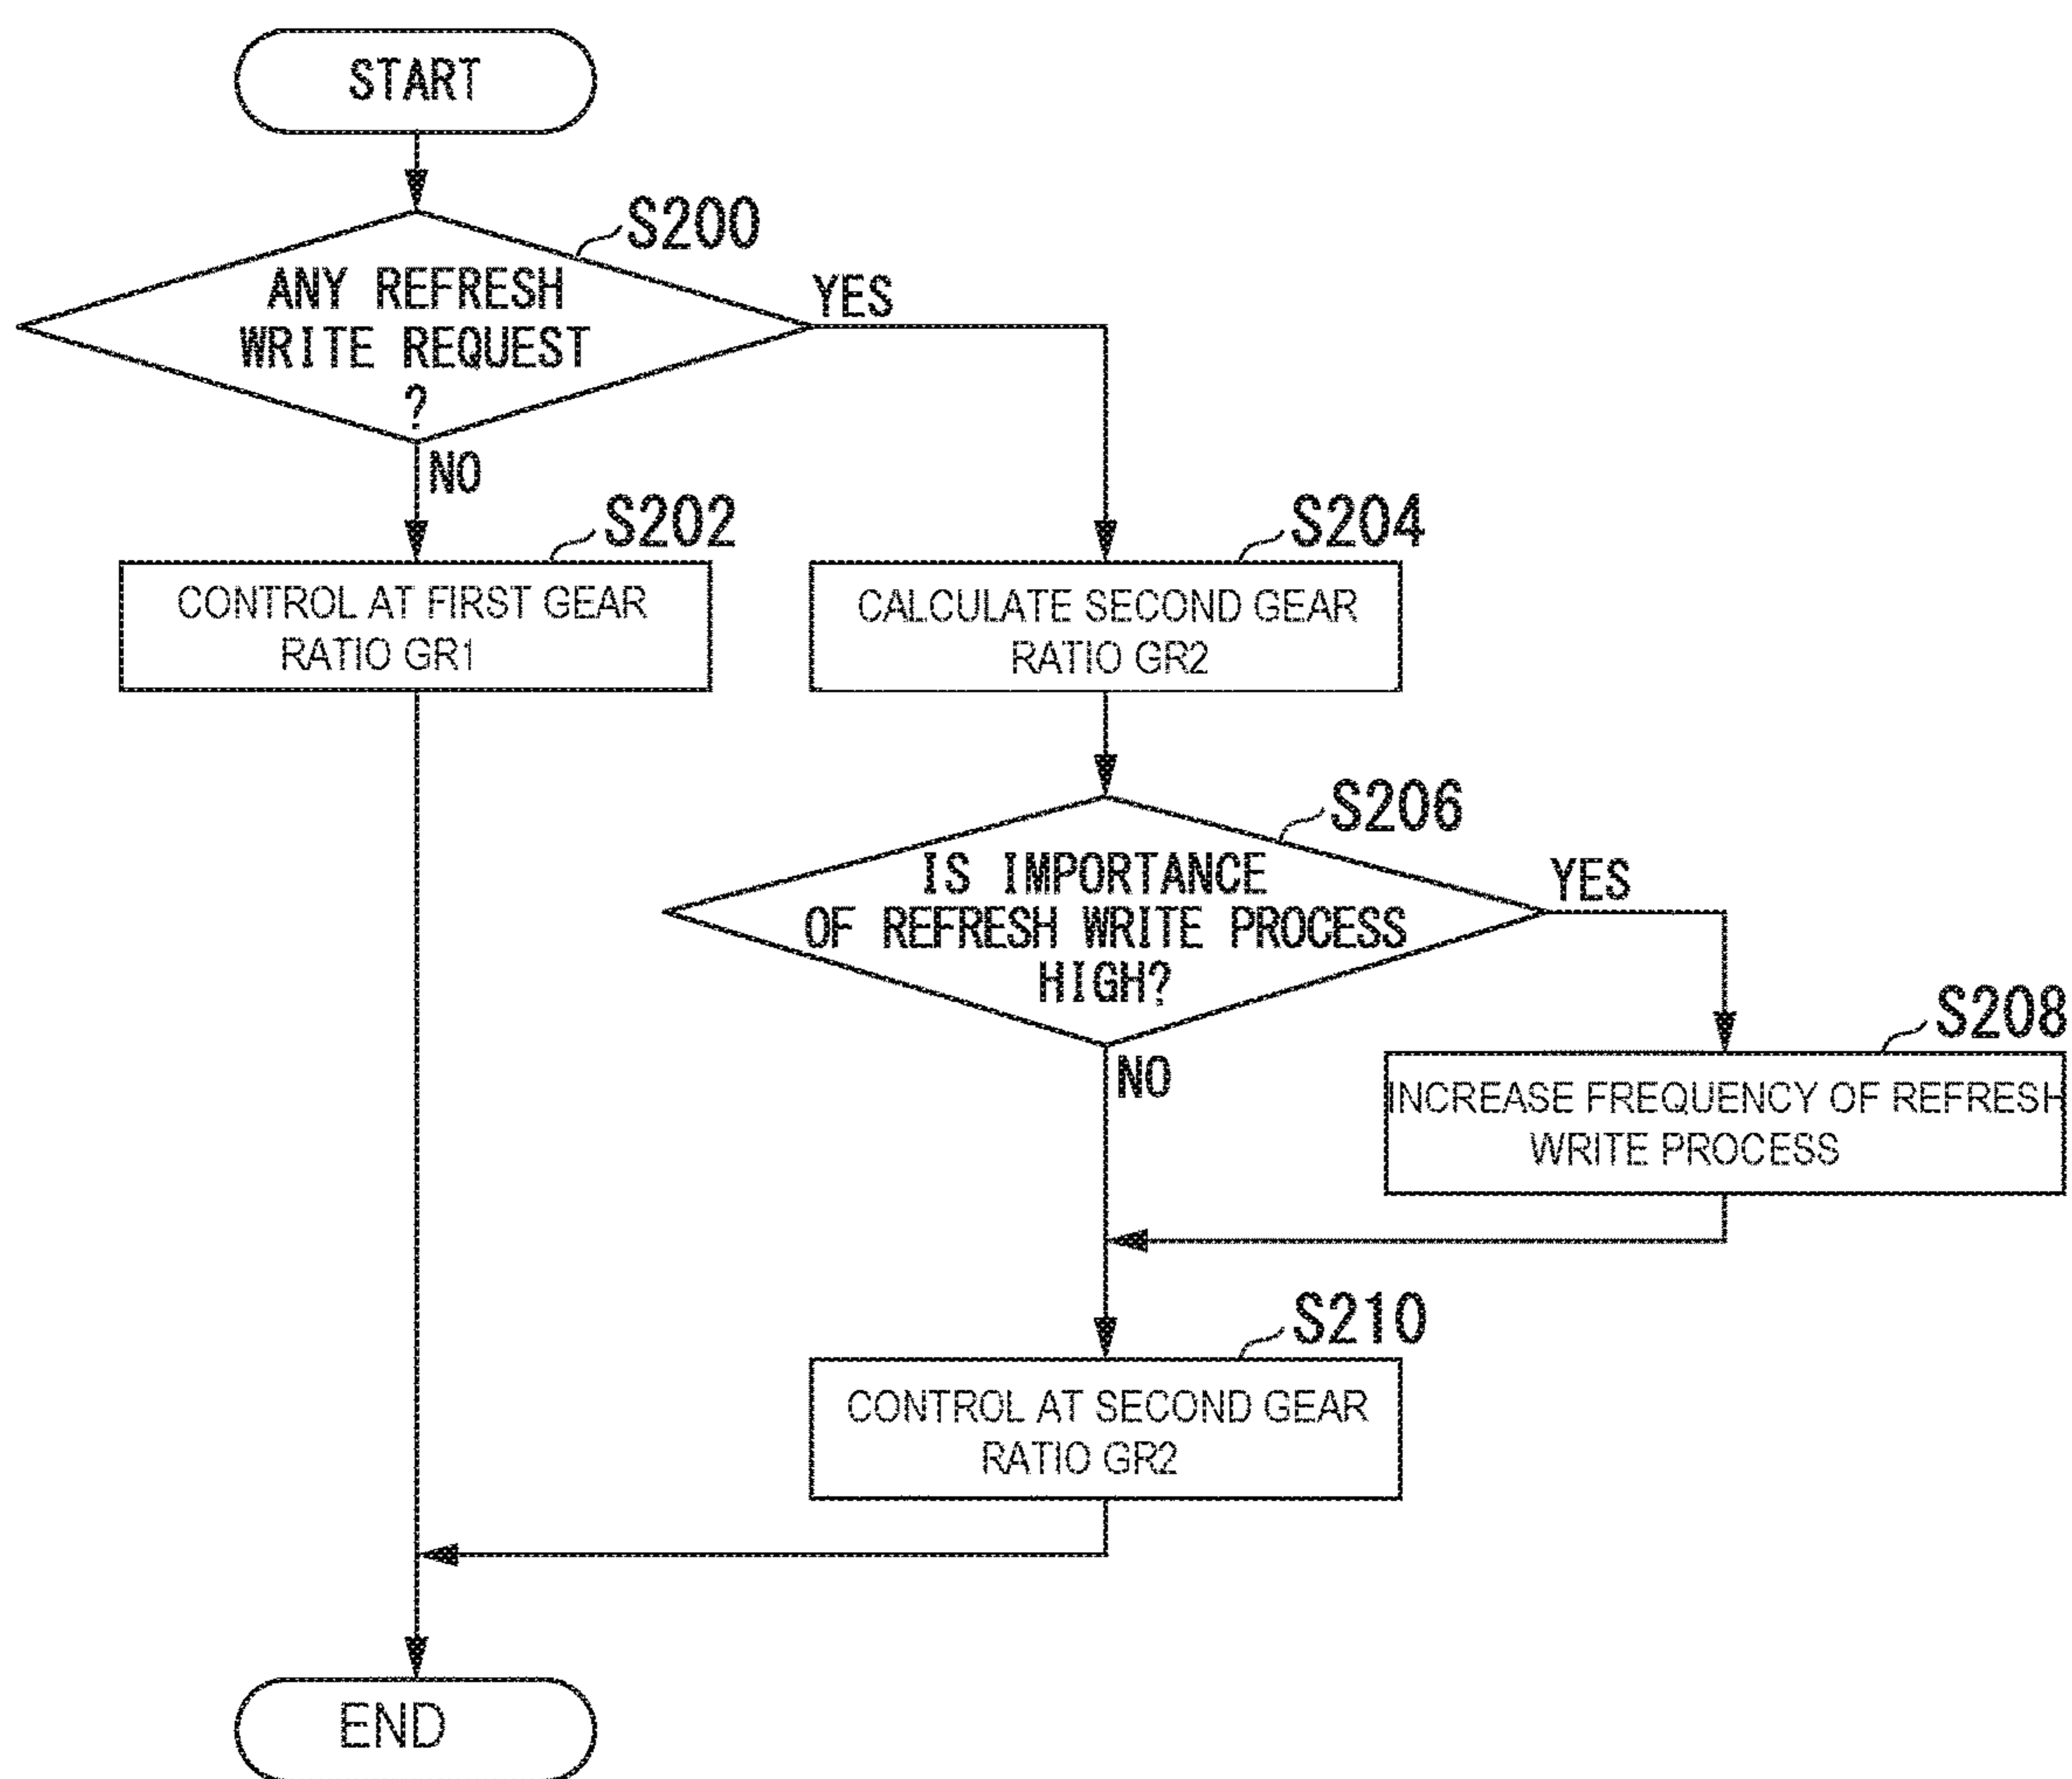 START
S200
ANY REFRESH
WRITE REQUEST
?
YES
NO
S202
CONTROL AT FIRST GEAR
RATIO GR1
S204
CALCULATE SECOND GEAR
RATIO GR2
S206
IS IMPORTANCE
OF REFRESH WRITE PROCESS
HIGH?
YES
NO
S208
INCREASE FREQUENCY OF REFRESH
WRITE PROCESS
S210
CONTROL AT SECOND GEAR
RATIO GR2
END